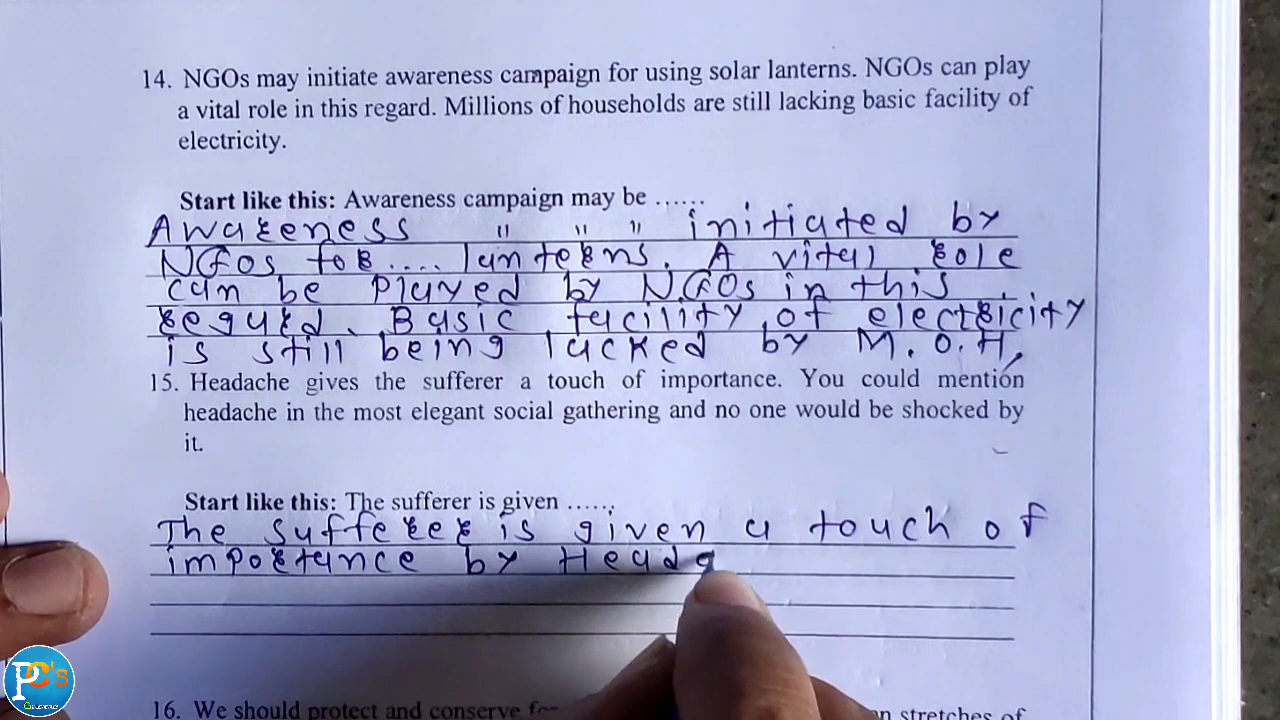 14. NGOs may initiate awareness campaign for using solar lanterns. NGOs can play
a vital role in this regard. Millions of households are still lacking basic facility of
electricity.
Start like this: Awareness campaign may be ......
Awareness " " " initiated by
NGOs for.... lanterns. A vital role
can be played by NGOs in this
regard. Basic facility of electricity
is still being lacked by M.O.H.
15. Headache gives the sufferer a touch of importance. You could mention
headache in the most elegant social gathering and no one would be shocked by
it.
Start like this: The sufferer is given ......
The sufferer is given a touch of
importance by Heada
16. We should protect and conserve
stretches of
PC's